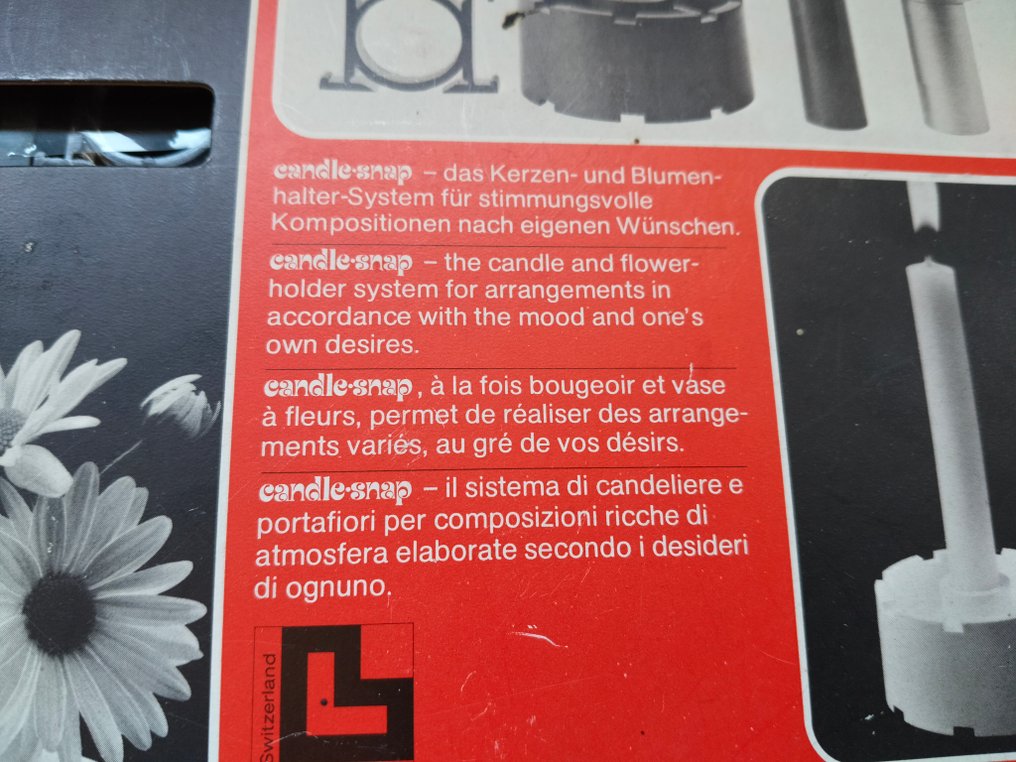 candle·snap – das Kerzen- und Blumen-
halter-System für stimmungsvolle
Kompositionen nach eigenen Wünschen.
candle·snap – the candle and flower-
holder system for arrangements in
accordance with the mood and one's
own desires.
candle·snap, à la fois bougeoir et vase
à fleurs, permet de réaliser des arrange-
ments variés, au gré de vos désirs.
candle·snap – il sistema di candeliere e
portafiori per composizioni ricche di
atmosfera elaborate secondo i desideri
di ognuno.
Switzerland